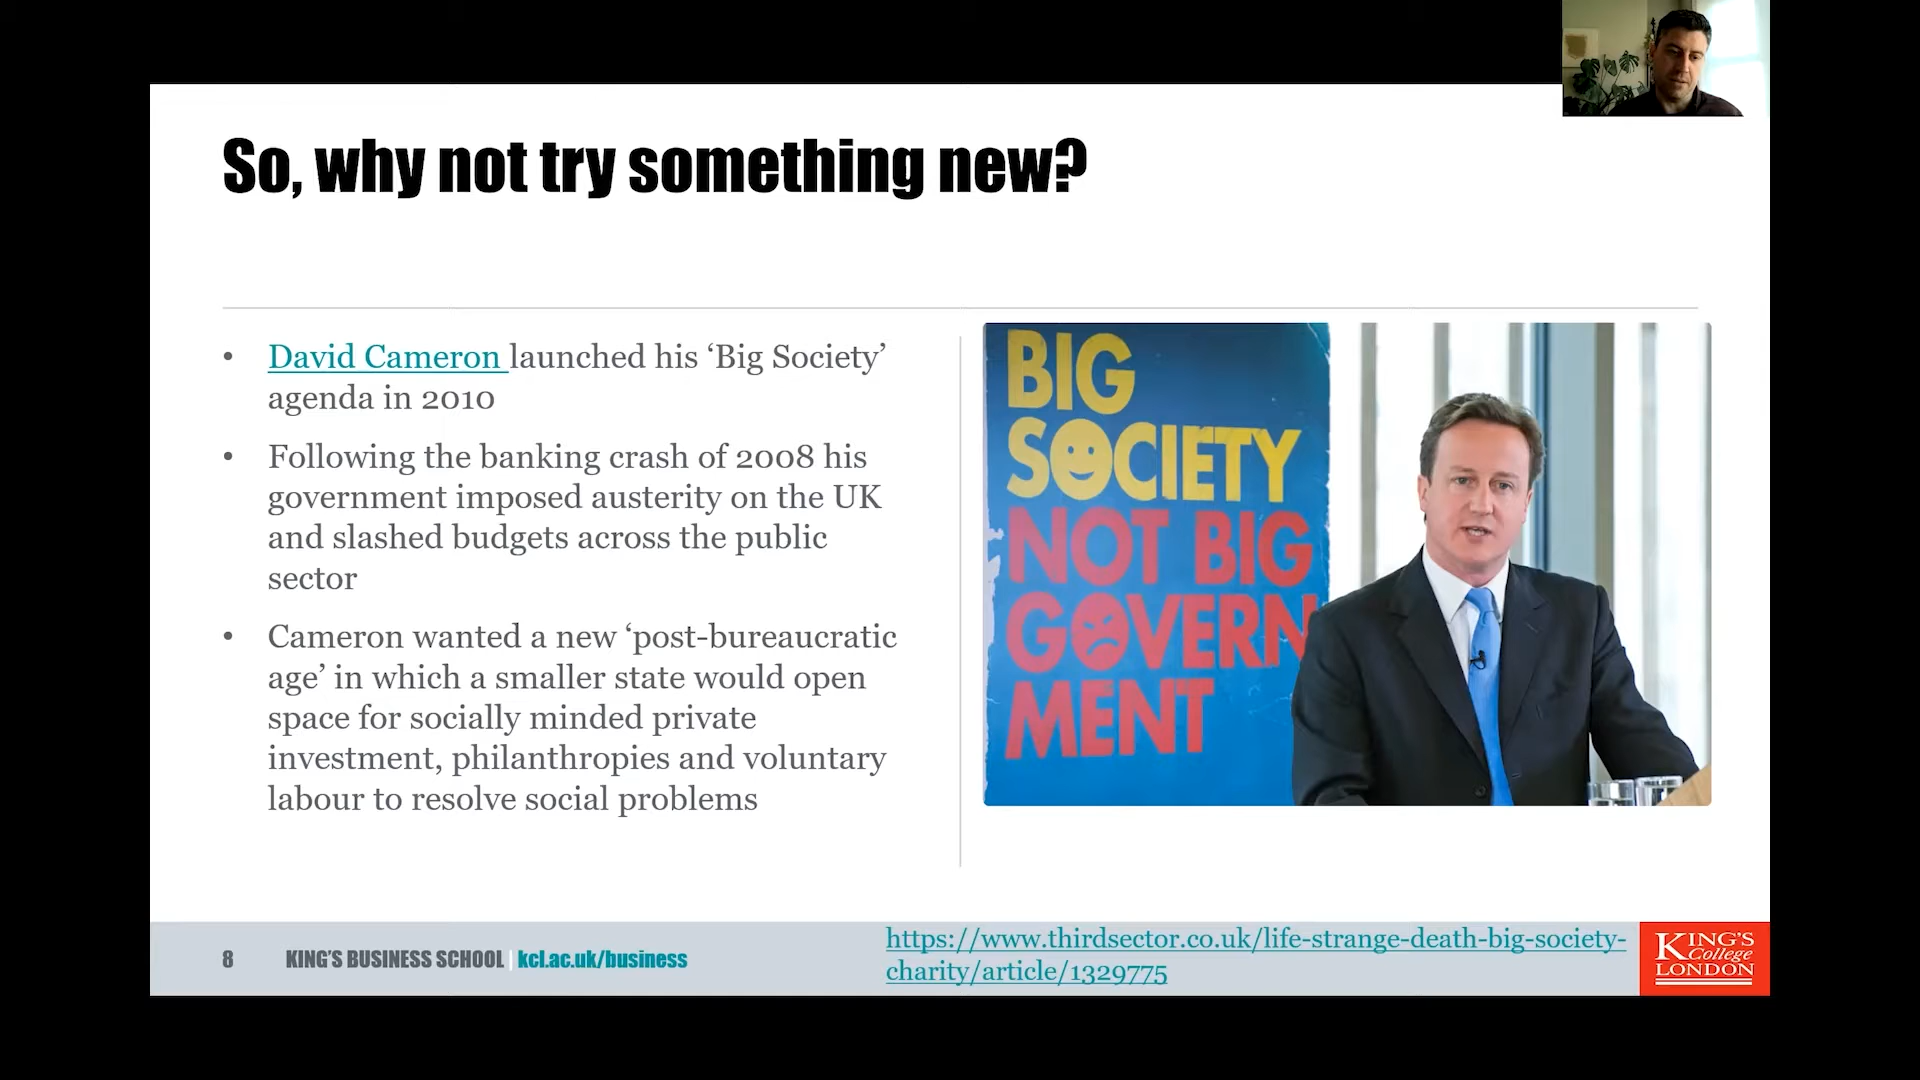 So, why not try something new?
• David Cameron launched his ‘Big Society’
agenda in 2010
• Following the banking crash of 2008 his
government imposed austerity on the UK
and slashed budgets across the public
sector
• Cameron wanted a new ‘post-bureaucratic
age’ in which a smaller state would open
space for socially minded private
investment, philanthropies and voluntary
labour to resolve social problems
BIG
SOCIETY
NOT BIG
GOVERN
MENT
8 KING'S BUSINESS SCHOOL | kcl.ac.uk/business
https://www.thirdsector.co.uk/life-strange-death-big-society-
charity/article/1329775
KING'S
College
LONDON